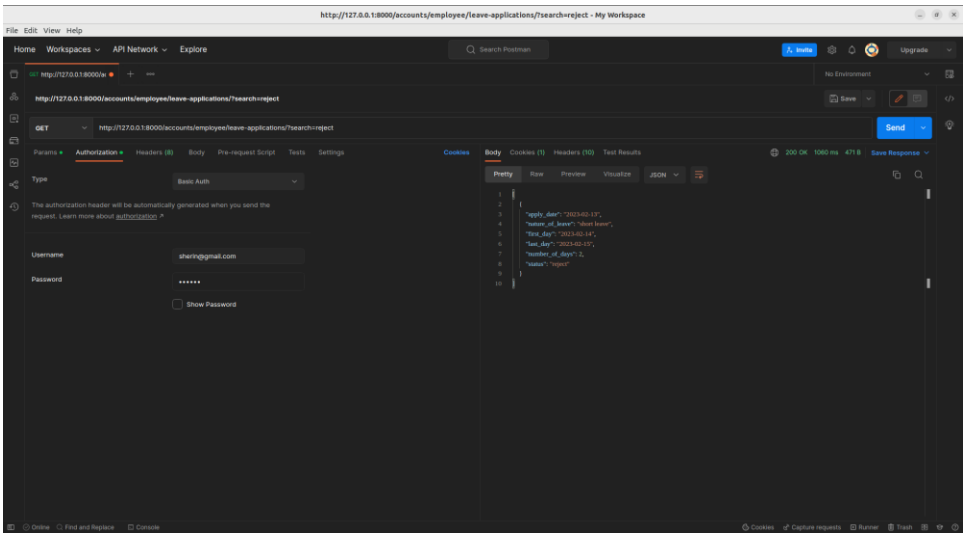 http://127.0.0.1:8000/accounts/employee/leave-applications/?search=reject - My Workspace
File Edit View Help
Home Workspaces API Network Explore
Search Postman
Invite
Upgrade
GET http://127.0.0.1:8000/ac
No Environment
http://127.0.0.1:8000/accounts/employee/leave-applications/?search=reject
Save
GET http://127.0.0.1:8000/accounts/employee/leave-applications/?search=reject
Send
Params Authorization Headers (8) Body Pre-request Script Tests Settings Cookies
Body Cookies (1) Headers (10) Test Results
200 OK 1060 ms 471 B Save Response
Type Basic Auth
The authorization header will be automatically generated when you send the
request. Learn more about authorization ↗
Username sherin@gmail.com
Password ••••••
Show Password
Pretty Raw Preview Visualize JSON
1 [
2 {
3 "apply_date": "2023-02-13",
4 "nature_of_leave": "short leave",
5 "first_day": "2023-02-14",
6 "last_day": "2023-02-15",
7 "number_of_days": 2,
8 "status": "reject"
9 }
10 ]
Online Find and Replace Console
Cookies Capture requests Runner Trash